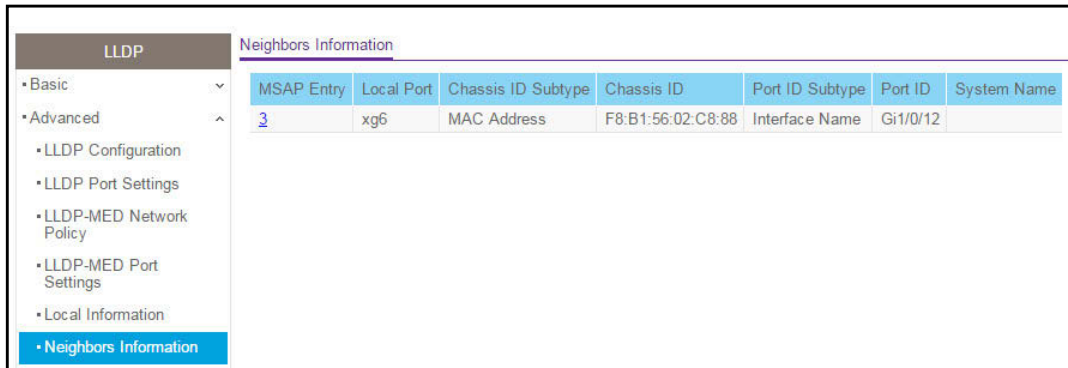 LLDP
Neighbors Information
Basic
Advanced
LLDP Configuration
LLDP Port Settings
LLDP-MED Network
Policy
LLDP-MED Port
Settings
Local Information
Neighbors Information
MSAP Entry Local Port Chassis ID Subtype Chassis ID Port ID Subtype Port ID System Name
3 xg6 MAC Address F8:B1:56:02:C8:88 Interface Name Gi1/0/12